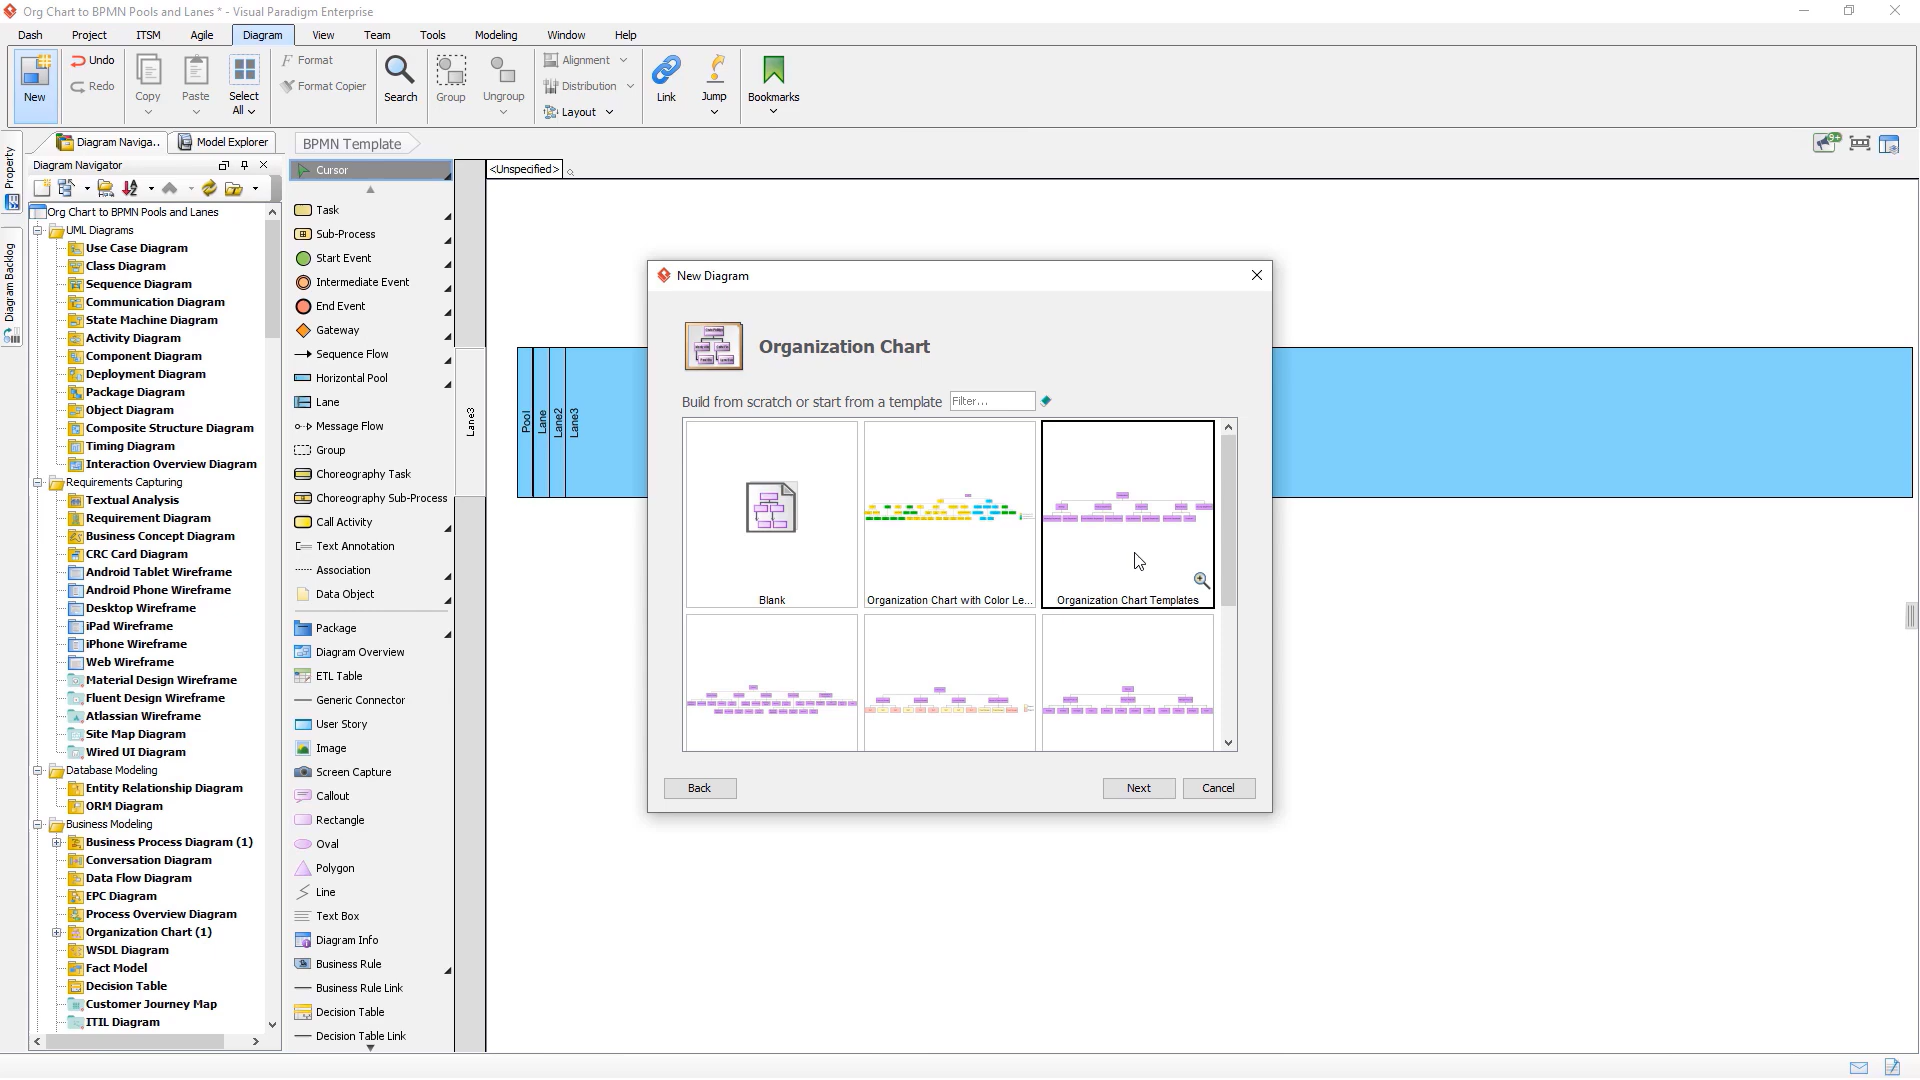 Org Chart to BPMN Pools and Lanes * - Visual Paradigm Enterprise
Dash
Project
ITSM
Agile
Diagram
View
Team
Tools
Modeling
Window
Help
New
Undo
Redo
Copy
Paste
Select
All
Format
Format Copier
Search
Group
Ungroup
Alignment
Distribution
Layout
Link
Jump
Bookmarks
Property
Diagram Backlog
Diagram Naviga..
Model Explorer
BPMN Template
9+
Diagram Navigator
Org Chart to BPMN Pools and Lanes
UML Diagrams
Use Case Diagram
Class Diagram
Sequence Diagram
Communication Diagram
State Machine Diagram
Activity Diagram
Component Diagram
Deployment Diagram
Package Diagram
Object Diagram
Composite Structure Diagram
Timing Diagram
Interaction Overview Diagram
Requirements Capturing
Textual Analysis
Requirement Diagram
Business Concept Diagram
CRC Card Diagram
Android Tablet Wireframe
Android Phone Wireframe
Desktop Wireframe
iPad Wireframe
iPhone Wireframe
Web Wireframe
Material Design Wireframe
Fluent Design Wireframe
Atlassian Wireframe
Site Map Diagram
Wired UI Diagram
Database Modeling
Entity Relationship Diagram
ORM Diagram
Business Modeling
Business Process Diagram (1)
Conversation Diagram
Data Flow Diagram
EPC Diagram
Process Overview Diagram
Organization Chart (1)
WSDL Diagram
Fact Model
Decision Table
Customer Journey Map
ITIL Diagram
Cursor
Task
Sub-Process
Start Event
Intermediate Event
End Event
Gateway
Sequence Flow
Horizontal Pool
Lane
Message Flow
Group
Choreography Task
Choreography Sub-Process
Call Activity
Text Annotation
Association
Data Object
Package
Diagram Overview
ETL Table
Generic Connector
User Story
Image
Screen Capture
Callout
Rectangle
Oval
Polygon
Line
Text Box
Diagram Info
Business Rule
Business Rule Link
Decision Table
Decision Table Link
<Unspecified>
Lane3
Pool
Lane
Lane2
Lane3
New Diagram
Organization Chart
Build from scratch or start from a template
Filter...
Blank
Organization Chart with Color Le...
Organization Chart Templates
Back
Next
Cancel